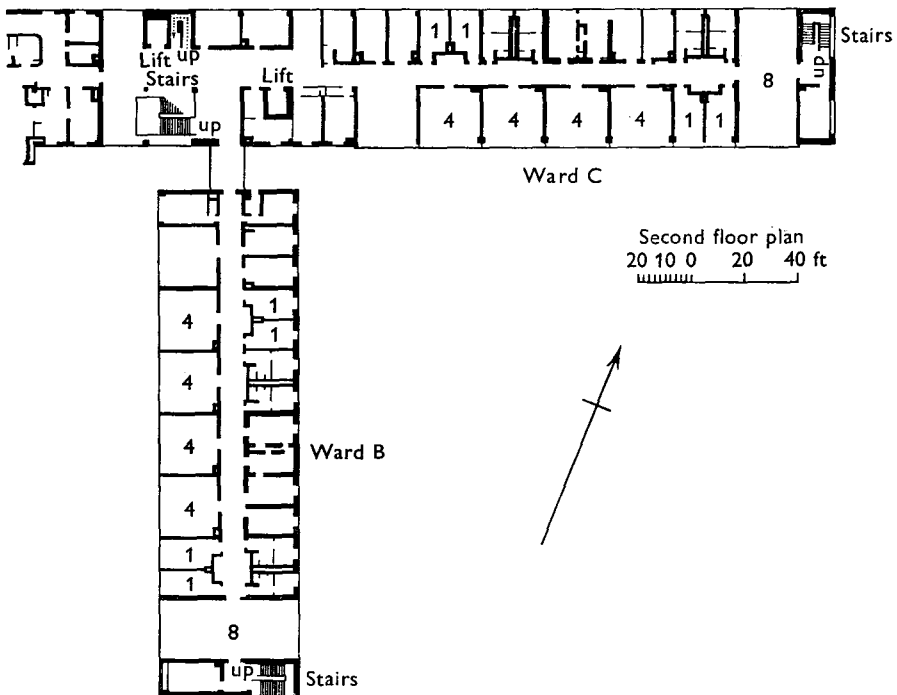 1 1
Stairs
up
Lift
Stairs
Lift
8
up
4 4 4 4 1 1
up
Ward C
Second floor plan
20 10 0 20 40 ft
1
4
1
4
4
Ward B
4
1
1
8
up
Stairs